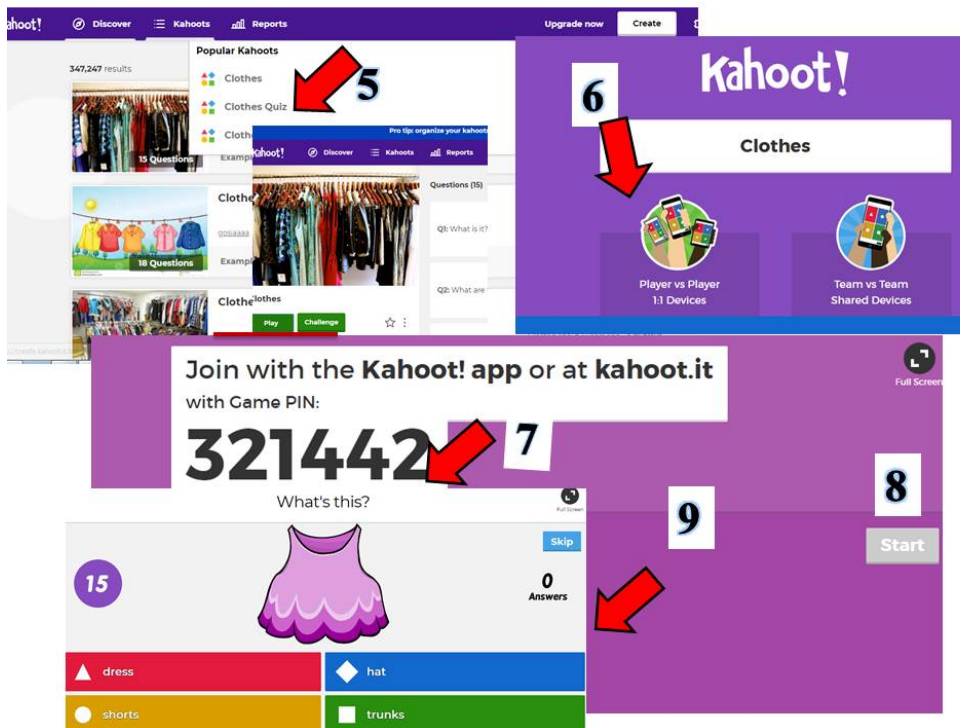 Kahoot!
Discover
Kahoots
Reports
Upgrade now
Create
347,247 results
Popular Kahoots
Clothes
Clothes Quiz
5
15 Questions
18 Questions
Pro tip: organize your kahoots
Discover
Kahoots
Reports
Questions (15)
Q1: What is it?
Q2: What are
Play
Challenge
6
Kahoot!
Clothes
Player vs Player
1:1 Devices
Team vs Team
Shared Devices
Join with the Kahoot! app or at kahoot.it
with Game PIN:
321442
7
Full Screen
8
Start
9
What's this?
Full Screen
Skip
15
0
Answers
dress
hat
shorts
trunks